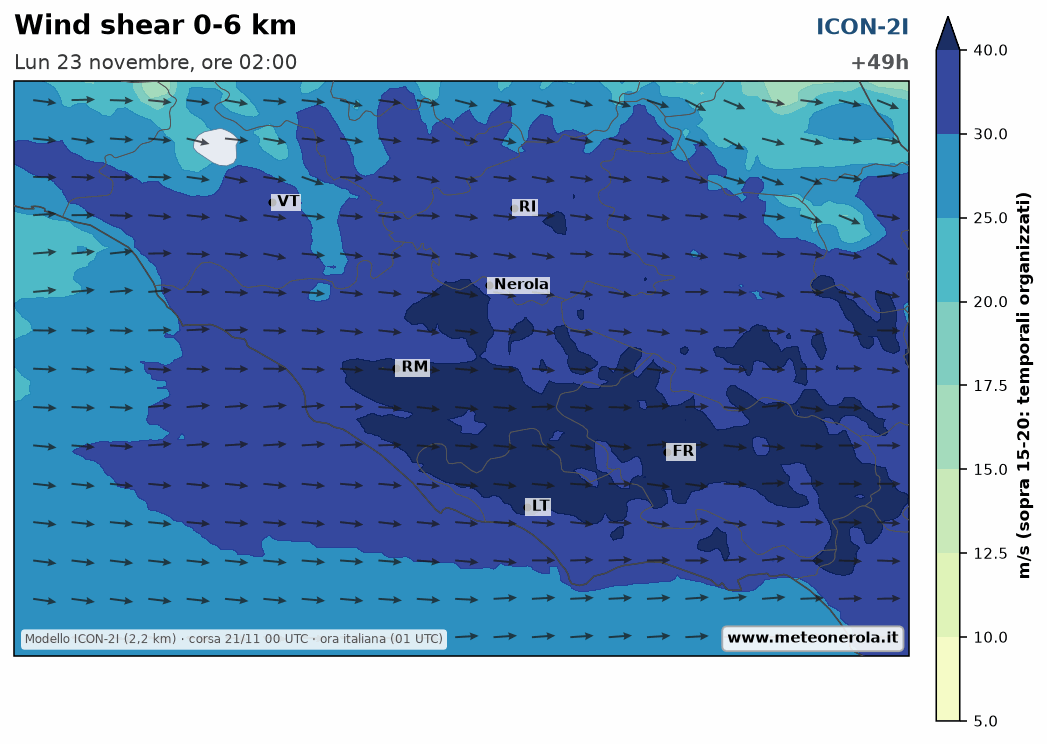 Wind shear 0-6 km
ICON-2I
Lun 23 novembre, ore 02:00
+49h
40.0
30.0
25.0
20.0
17.5
15.0
12.5
10.0
5.0
m/s (sopra 15-20: temporali organizzati)
VT
RI
Nerola
RM
FR
LT
Modello ICON-2I (2,2 km) · corsa 21/11 00 UTC · ora italiana (01 UTC)
www.meteonerola.it